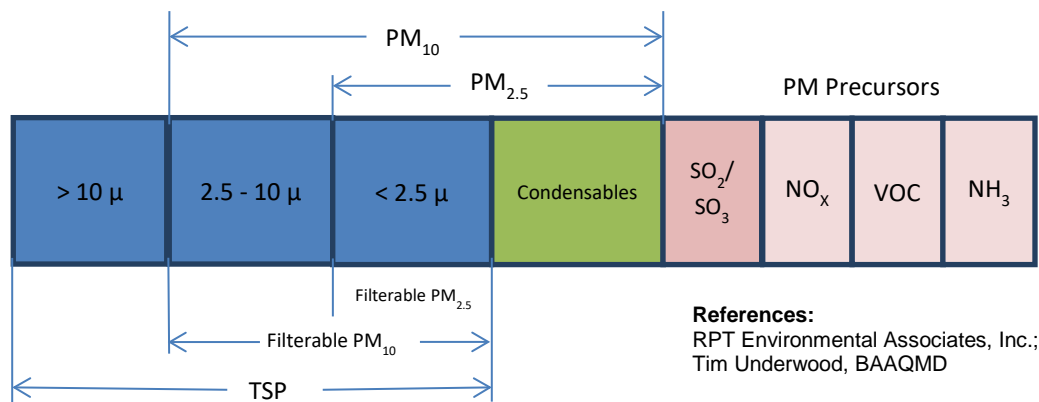 PM₁₀
PM₂.₅
PM Precursors
> 10 µ
2.5 - 10 µ
< 2.5 µ
Condensables
SO₂/
SO₃
NOₓ
VOC
NH₃
Filterable PM₂.₅
Filterable PM₁₀
TSP
References:
RPT Environmental Associates, Inc.;
Tim Underwood, BAAQMD